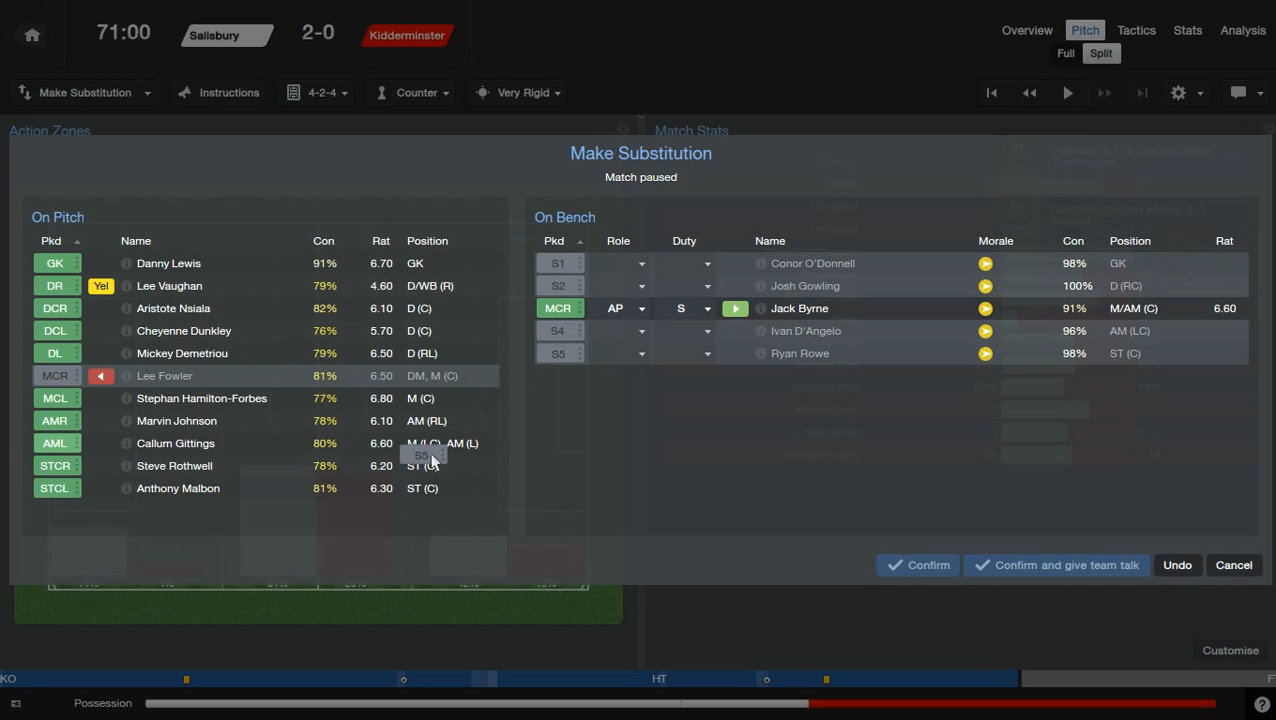 71:00 Salisbury 2-0 Kidderminster Overview Pitch Tactics Stats Analysis
Full Split
Make Substitution Instructions 4-2-4 Counter Very Rigid
Action Zones Match Stats
Make Substitution
Match paused
On Pitch On Bench
Pkd Name Con Rat Position Pkd Role Duty Name Morale Con Position Rat
GK Danny Lewis 91% 6.70 GK S1 Conor O'Donnell 98% GK
DR Yel Lee Vaughan 79% 4.60 D/WB (R) S2 Josh Gowling 100% D (RC)
DCR Aristote Nsiala 82% 6.10 D (C) MCR AP S Jack Byrne 91% M/AM (C) 6.60
DCL Cheyenne Dunkley 76% 5.70 D (C) S4 Ivan D'Angelo 96% AM (LC)
DL Mickey Demetriou 79% 6.50 D (RL) S5 Ryan Rowe 98% ST (C)
MCR Lee Fowler 81% 6.50 DM, M (C)
MCL Stephan Hamilton-Forbes 77% 6.80 M (C)
AMR Marvin Johnson 78% 6.10 AM (RL)
AML Callum Gittings 80% 6.60 M (LC), AM (L)
S5
STCR Steve Rothwell 78% 6.20 ST (C)
STCL Anthony Malbon 81% 6.30 ST (C)
Confirm Confirm and give team talk Undo Cancel
Customise
KO HT F
Possession ?